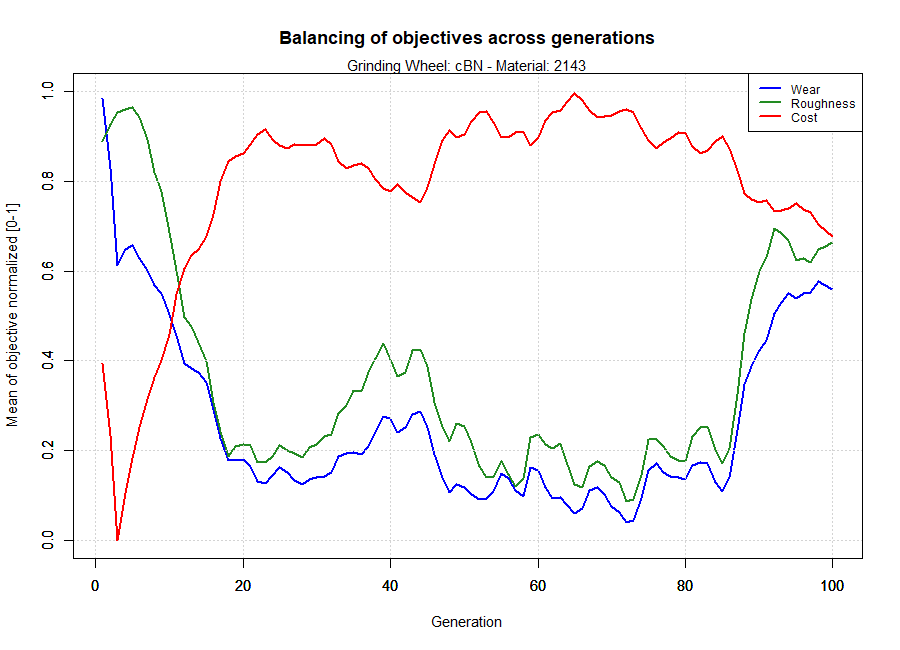 Balancing of objectives across generations
Grinding Wheel: cBN - Material: 2143
Wear
Roughness
Cost
Mean of objective normalized [0-1]
1.0
0.8
0.6
0.4
0.2
0.0
0 20 40 60 80 100
Generation